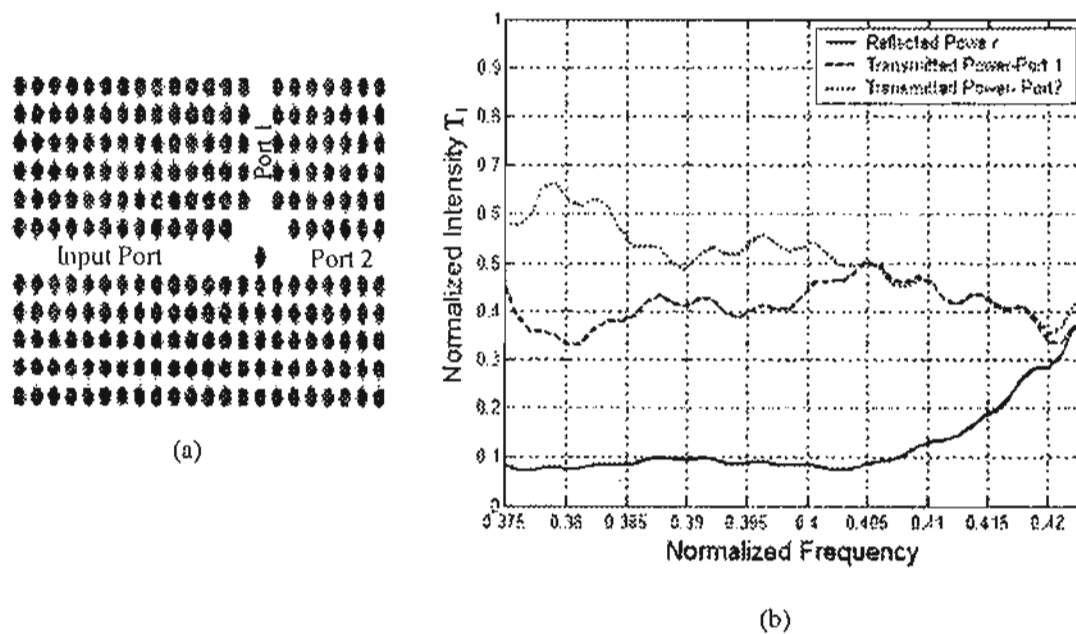 Port 1
Input Port
Port 2
(a)
Normalized Intensity T
1
0.9
0.8
0.7
0.6
0.5
0.4
0.3
0.2
0.1
0
Reflected Power
Transmitted Power-Port 1
Transmitted Power- Port2
0.375
0.38
0.385
0.39
0.395
0.4
0.405
0.41
0.415
0.42
Normalized Frequency
(b)